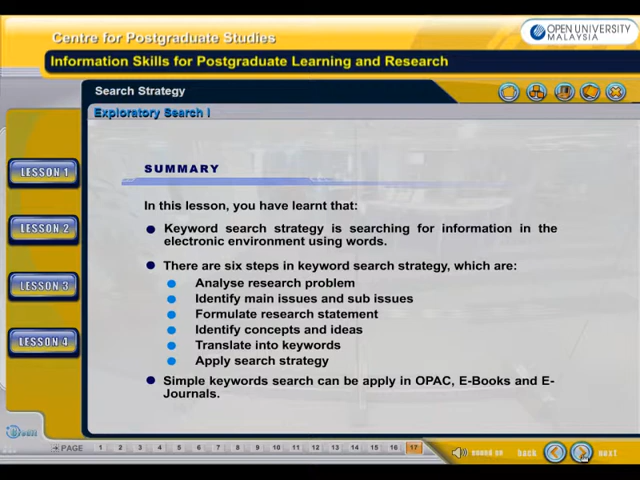 Centre for Postgraduate Studies
OPEN UNIVERSITY
MALAYSIA
Information Skills for Postgraduate Learning and Research
Search Strategy
Exploratory Search I
LESSON 1
LESSON 2
LESSON 3
LESSON 4
SUMMARY
In this lesson, you have learnt that:
Keyword search strategy is searching for information in the
electronic environment using words.
There are six steps in keyword search strategy, which are:
Analyse research problem
Identify main issues and sub issues
Formulate research statement
Identify concepts and ideas
Translate into keywords
Apply search strategy
Simple keywords search can be apply in OPAC, E-Books and E-
Journals.
PAGE 1 2 3 4 5 6 7 8 9 10 11 12 13 14 15 16 17
sound on back next